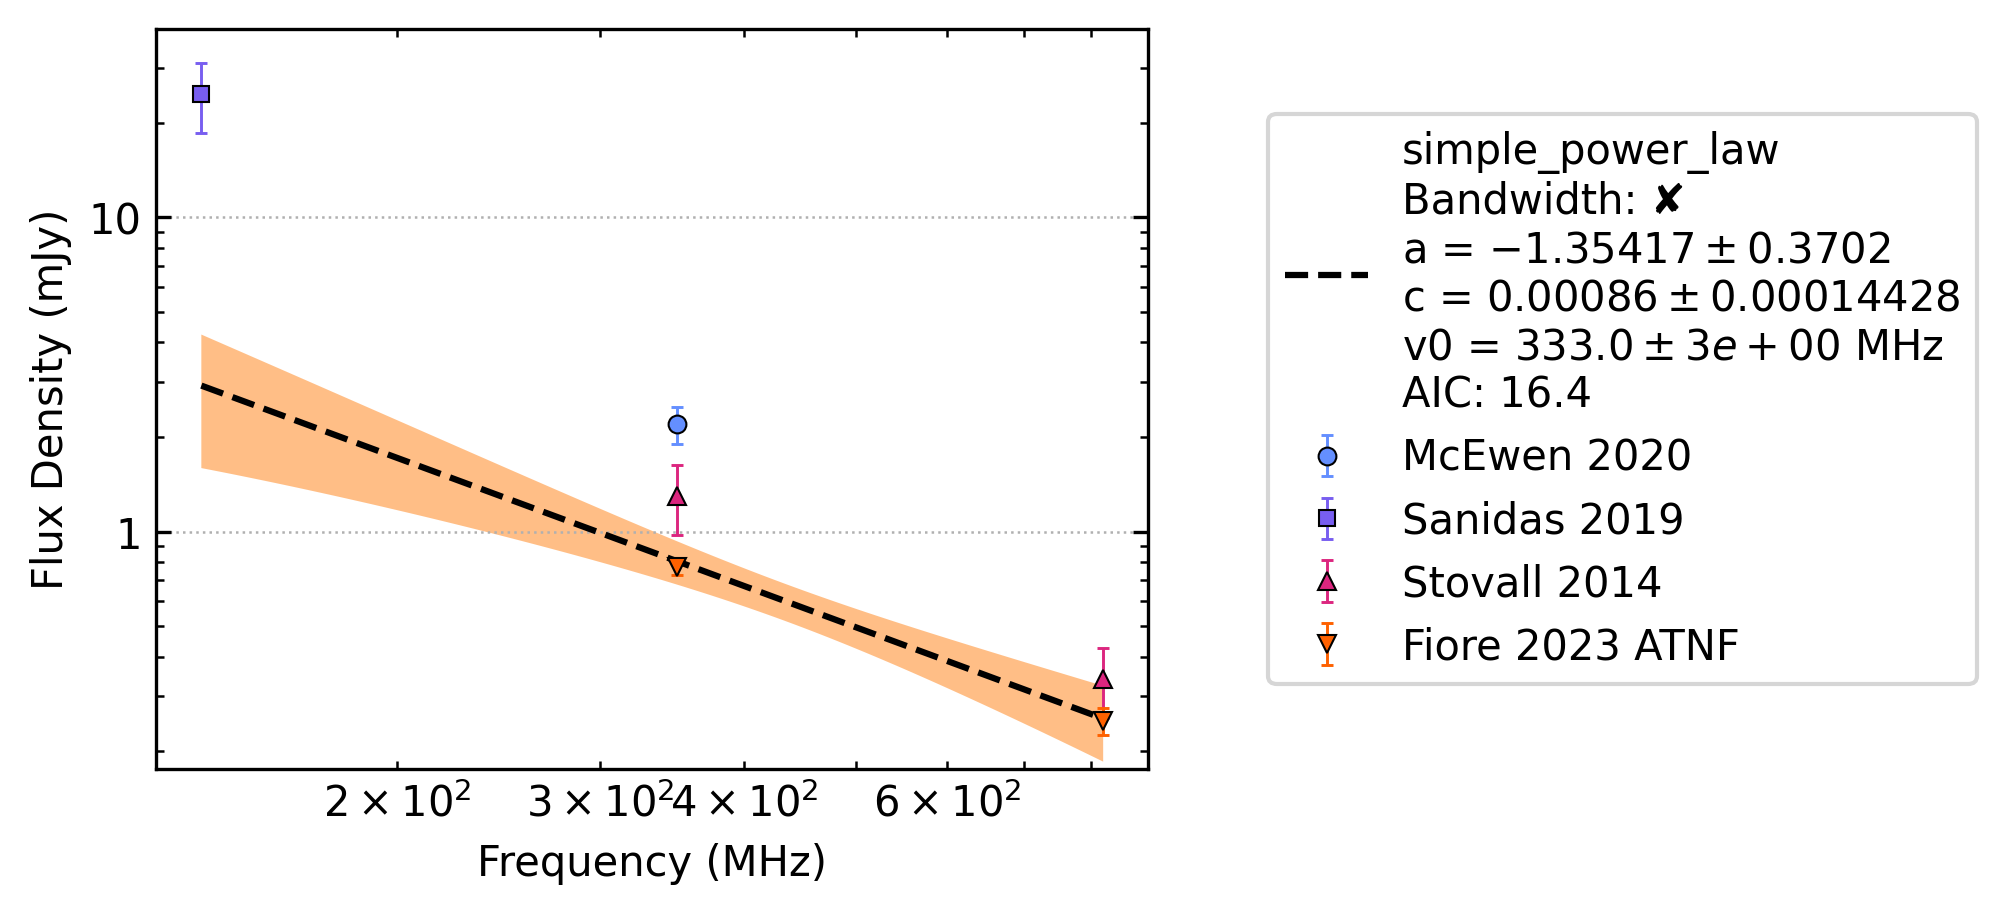 Flux Density (mJy)
10
1
2 × 10²
3 × 10²
4 × 10²
6 × 10²
Frequency (MHz)
simple_power_law
Bandwidth: ✘
a = −1.35417 ± 0.3702
c = 0.00086 ± 0.00014428
v0 = 333.0 ± 3e + 00 MHz
AIC: 16.4
McEwen 2020
Sanidas 2019
Stovall 2014
Fiore 2023 ATNF